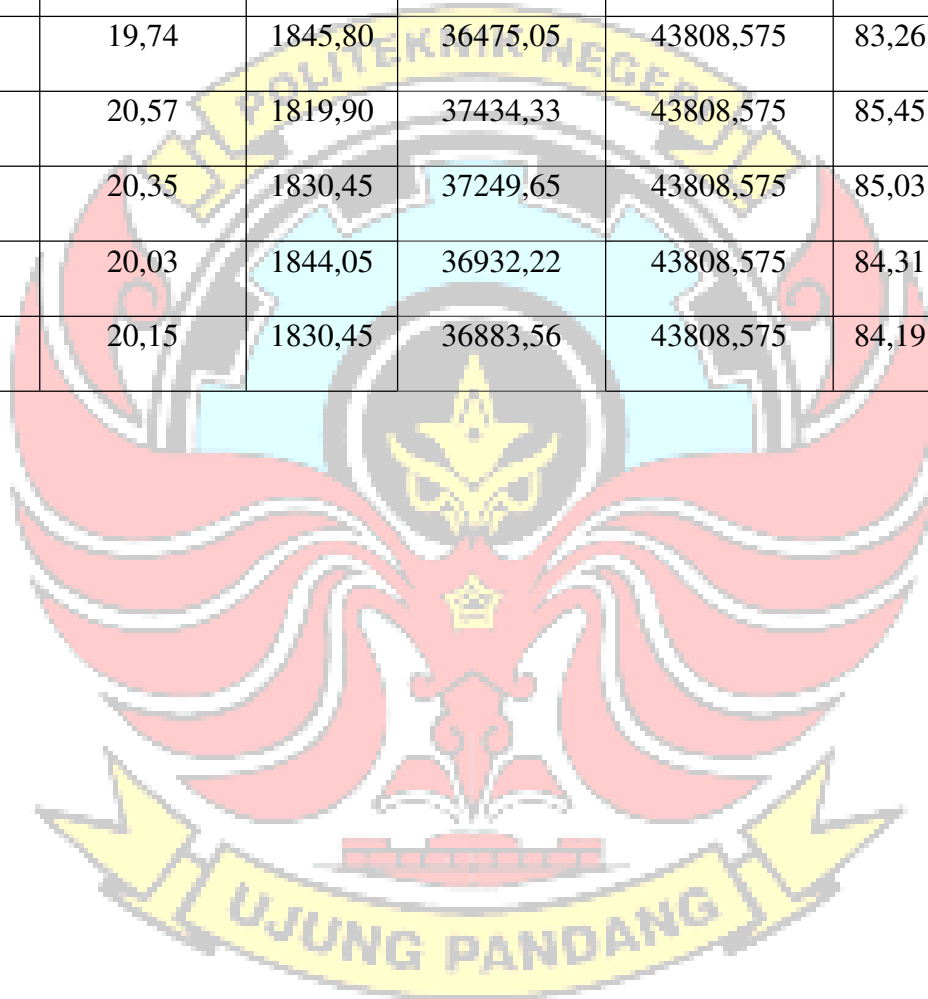 19,74 1845,80 36475,05 43808,575 83,26
20,57 1819,90 37434,33 43808,575 85,45
20,35 1830,45 37249,65 43808,575 85,03
20,03 1844,05 36932,22 43808,575 84,31
20,15 1830,45 36883,56 43808,575 84,19
POLITEKNIK NEGERI
UJUNG PANDANG